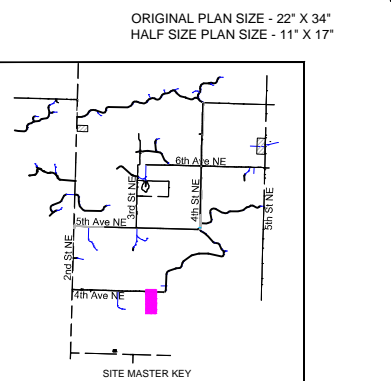 ORIGINAL PLAN SIZE - 22" X 34"
HALF SIZE PLAN SIZE - 11" X 17"
6th Ave NE
3rd St NE
4th St NE
5th St NE
5th Ave NE
2nd St NE
4th Ave NE
SITE MASTER KEY